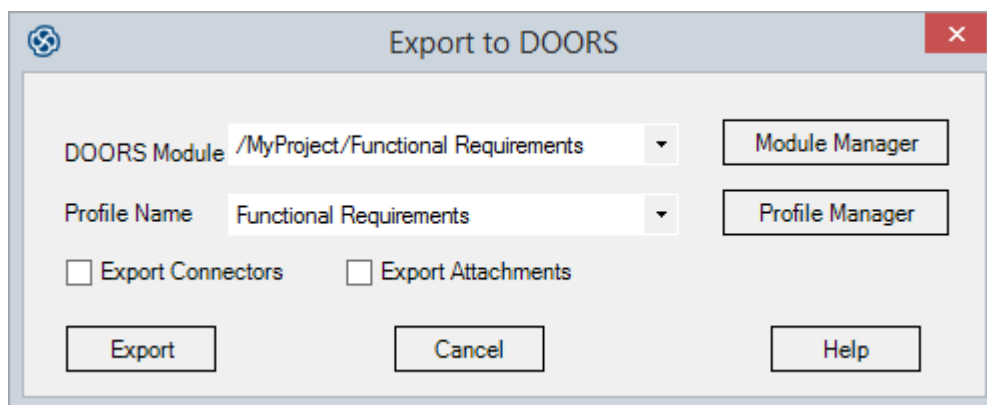 Export to DOORS
DOORS Module /MyProject/Functional Requirements Module Manager
Profile Name Functional Requirements Profile Manager
Export Connectors Export Attachments
Export Cancel Help